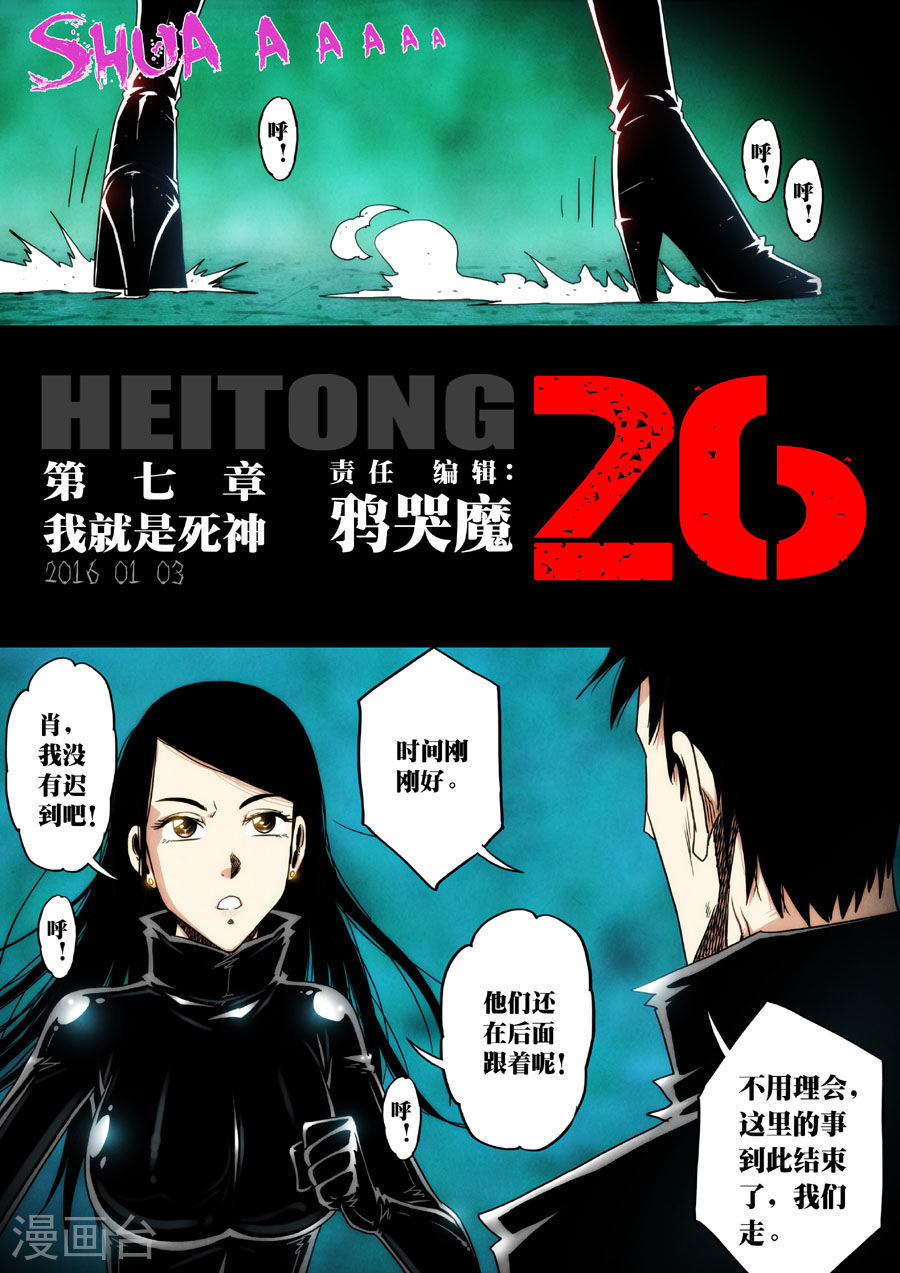 SHUA A A A A A
呼!
呼!
呼!
HEITONG
26
第七章
我就是死神
2016 01 03
责任 编辑:
鸦哭魔
肖,
我没
有迟
到吧!
时间刚
刚好。
呼!
他们还
在后面
跟着呢!
呼!
不用理会,
这里的事
到此结束
了,我们
走。
漫画台